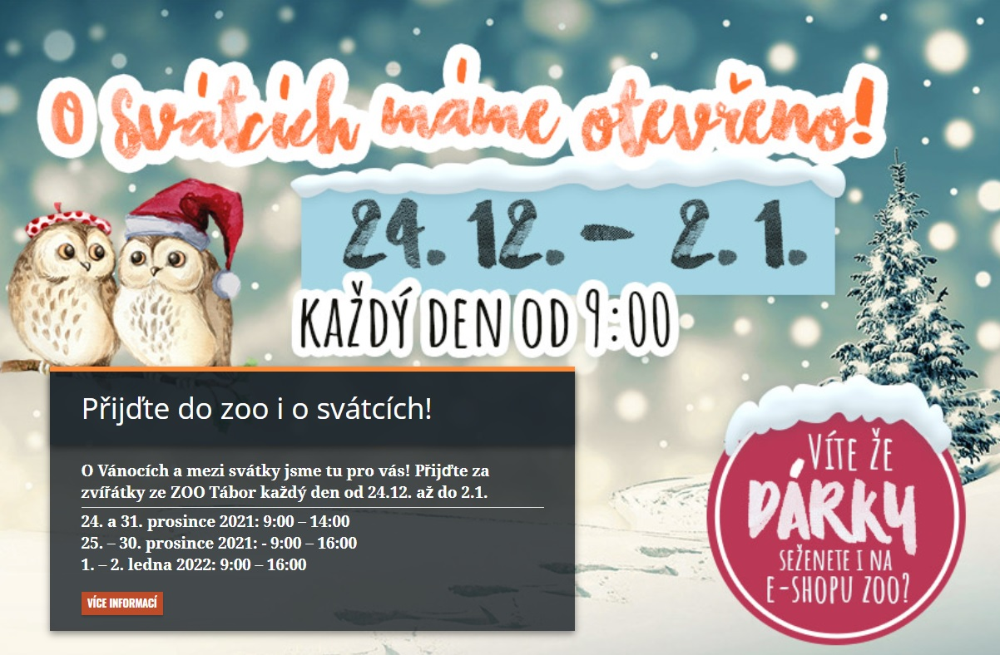 O svátcích máme otevřeno!
24. 12. - 2. 1.
KAŽDÝ DEN OD 9:00
Přijďte do zoo i o svátcích!
O Vánocích a mezi svátky jsme tu pro vás! Přijďte za
zvířátky ze ZOO Tábor každý den od 24.12. až do 2.1.
24. a 31. prosince 2021: 9:00 – 14:00
25. – 30. prosince 2021: - 9:00 – 16:00
1. – 2. ledna 2022: 9:00 – 16:00
VÍCE INFORMACÍ
VÍTE ŽE
DÁRKY
SEŽENETE I NA
E-SHOPU ZOO?